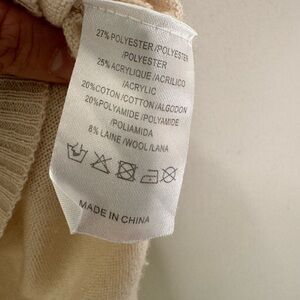 27% POLYESTER /POLYESTER
/POLYESTER
25% ACRYLIQUE /ACRILICO
/ACRYLIC
20%COTON /COTTON /ALGODON
20%POLYAMIDE /POLYAMIDE
/POLIAMIDA
8% LAINE /WOOL /LANA
MADE IN CHINA